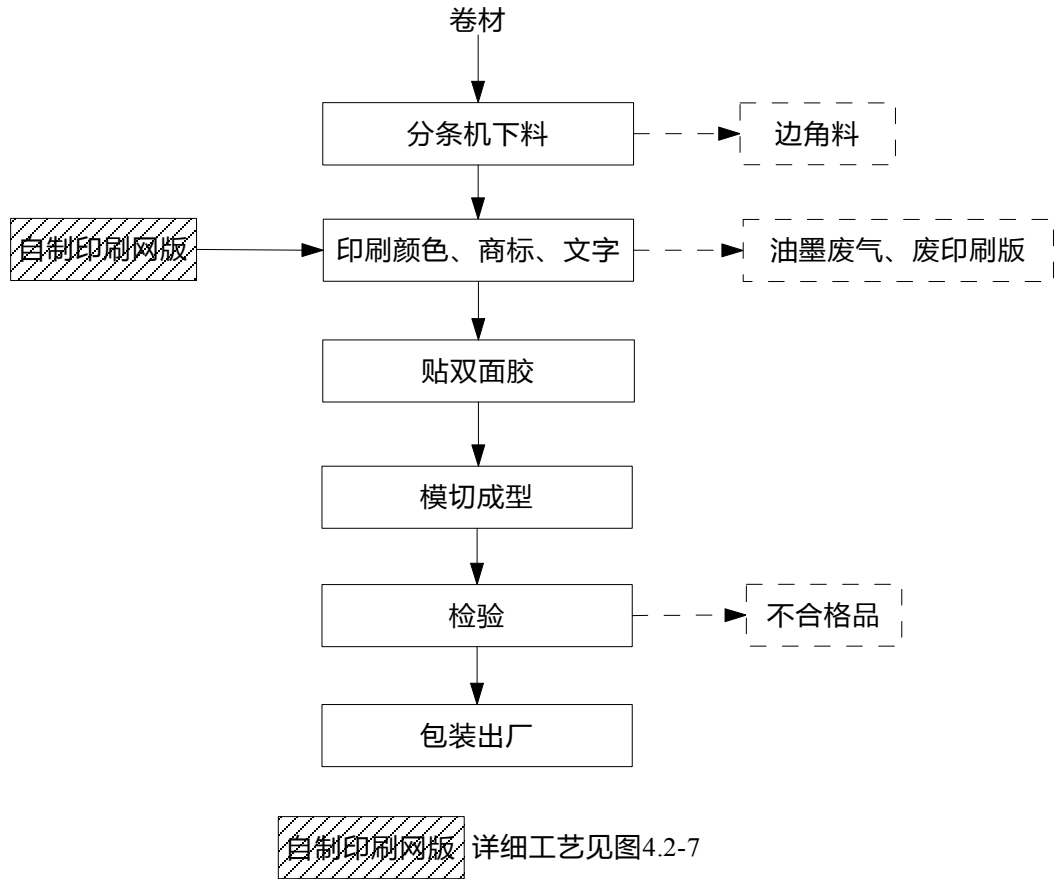 卷材
分条机下料
边角料
自制印刷网版
印刷颜色、商标、文字
油墨废气、废印刷版
贴双面胶
模切成型
检验
不合格品
包装出厂
自制印刷网版 详细工艺见图4.2-7